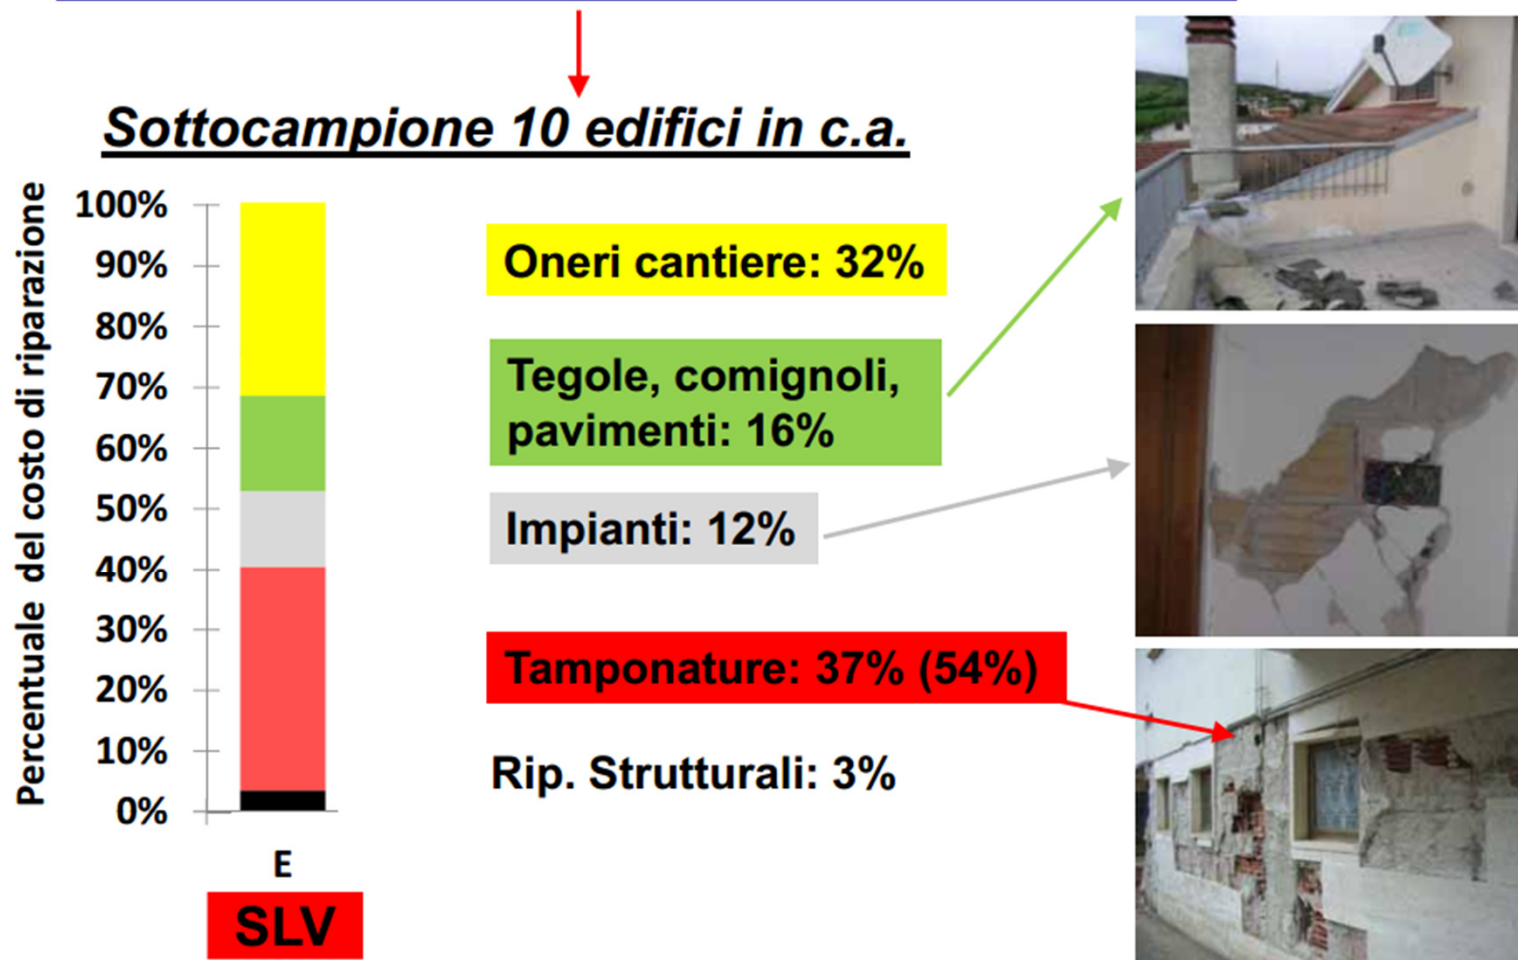 Sottocampione 10 edifici in c.a.
Percentuale del costo di riparazione
100%
90%
80%
70%
60%
50%
40%
30%
20%
10%
0%
E
SLV
Oneri cantiere: 32%
Tegole, comignoli,
pavimenti: 16%
Impianti: 12%
Tamponature: 37% (54%)
Rip. Strutturali: 3%